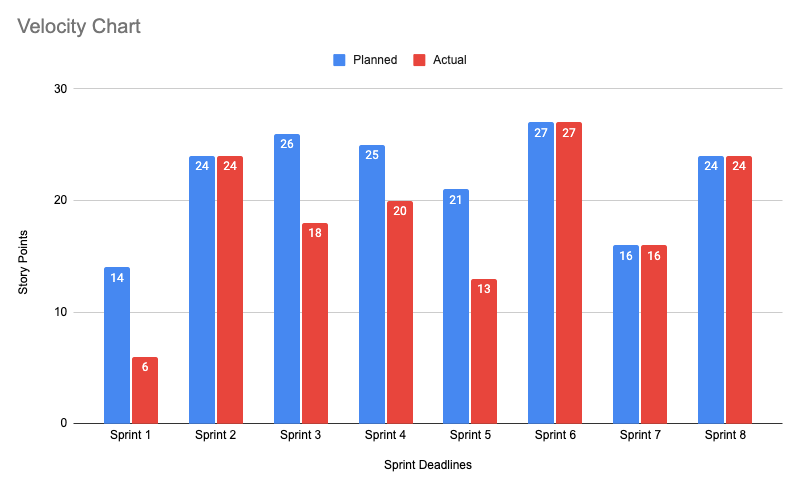 Velocity Chart
Planned Actual
30
20
10
0
Story Points
14 6 24 24 26 18 25 20 21 13 27 27 16 16 24 24
Sprint 1 Sprint 2 Sprint 3 Sprint 4 Sprint 5 Sprint 6 Sprint 7 Sprint 8
Sprint Deadlines